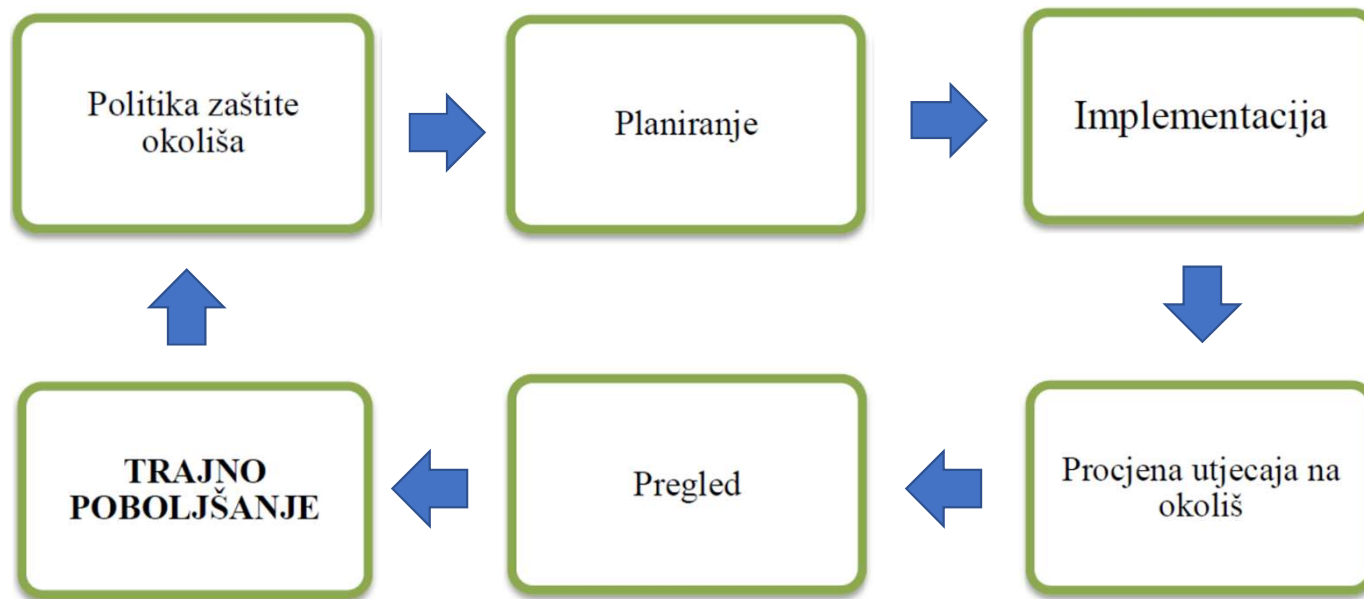 Politika zaštite
okoliša
Planiranje
Implementacija
TRAJNO
POBOLJŠANJE
Pregled
Procjena utjecaja na
okoliš